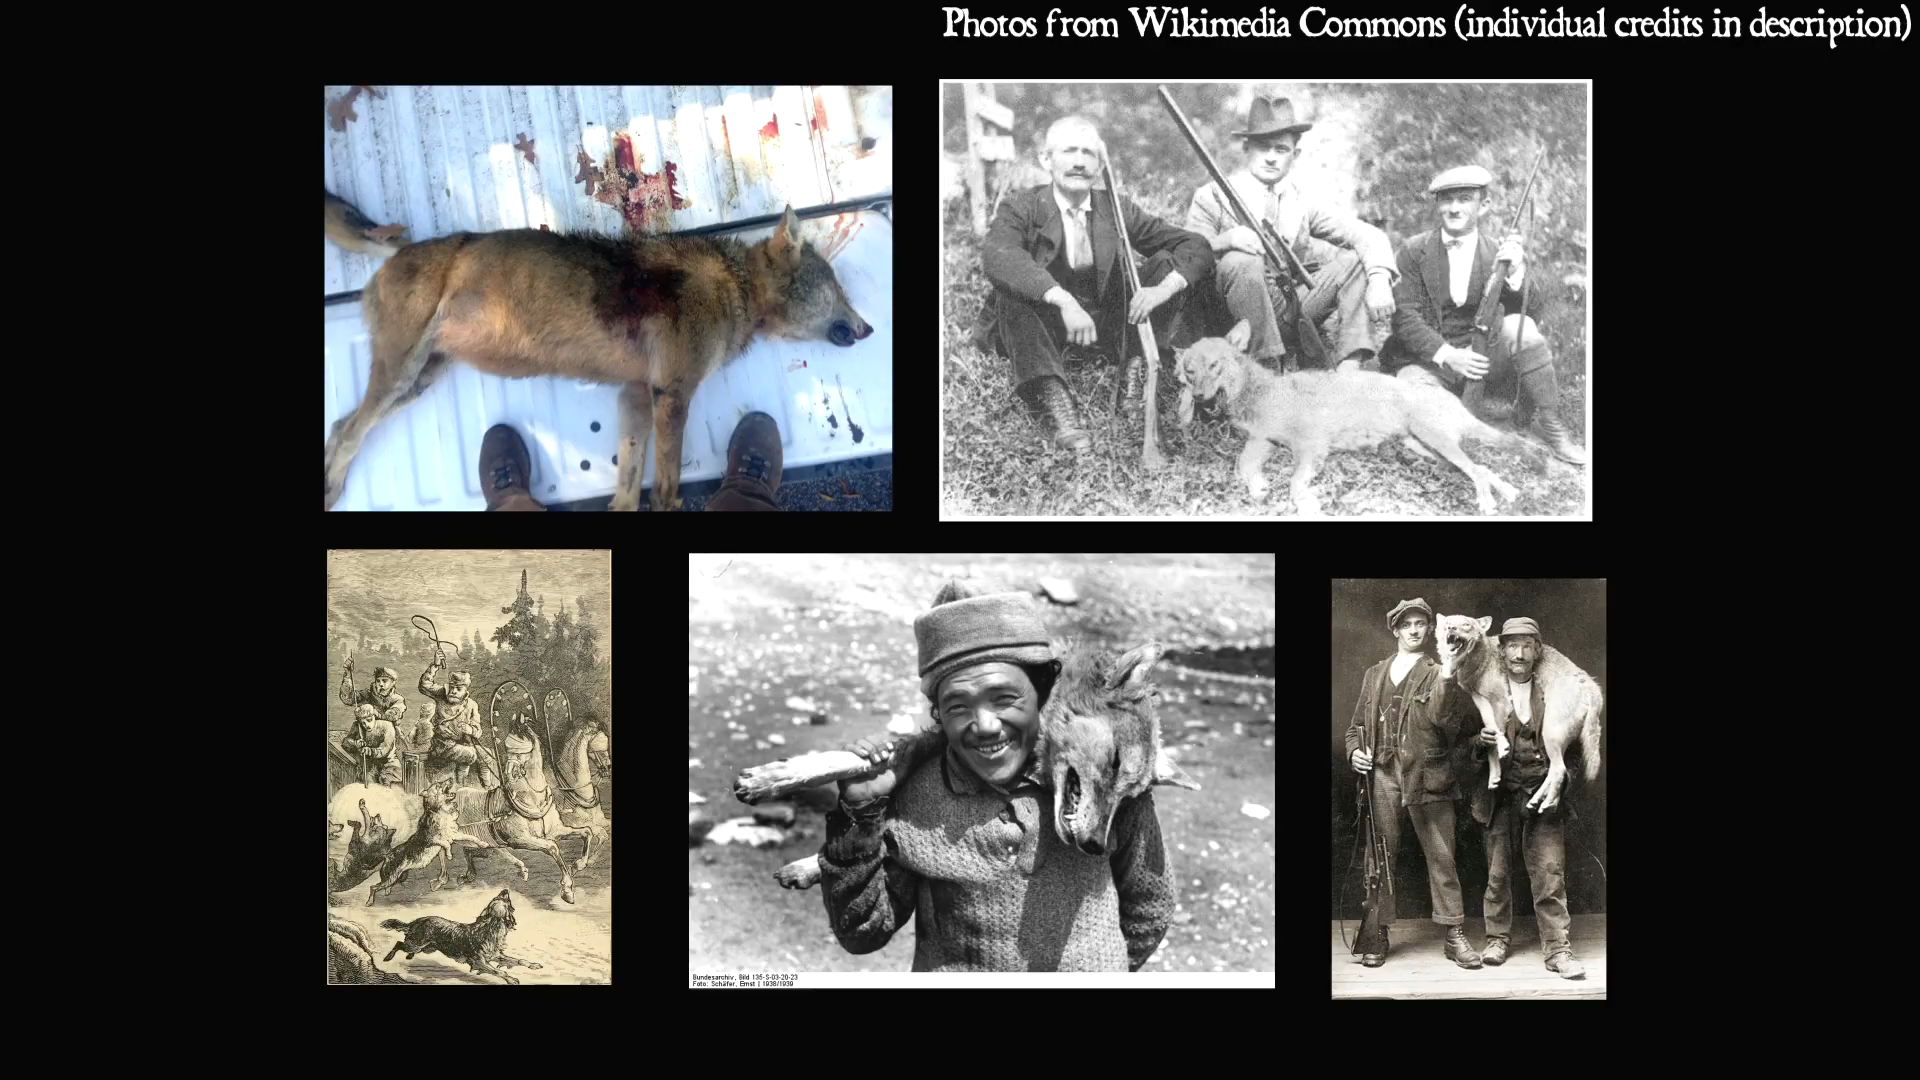 Photos from Wikimedia Commons (individual credits in description)
Bundesarchiv, Bild 135-S-03-20-23
Foto: Schäfer, Ernst | 1938/1939